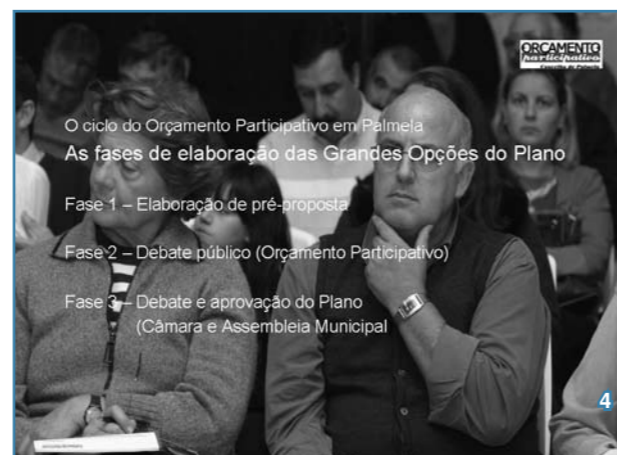 ORÇAMENTO
participativo
O ciclo do Orçamento Participativo em Palmela
As fases de elaboração das Grandes Opções do Plano
Fase 1 – Elaboração de pré-proposta
Fase 2 – Debate público (Orçamento Participativo)
Fase 3 – Debate e aprovação do Plano
(Câmara e Assembleia Municipal
4